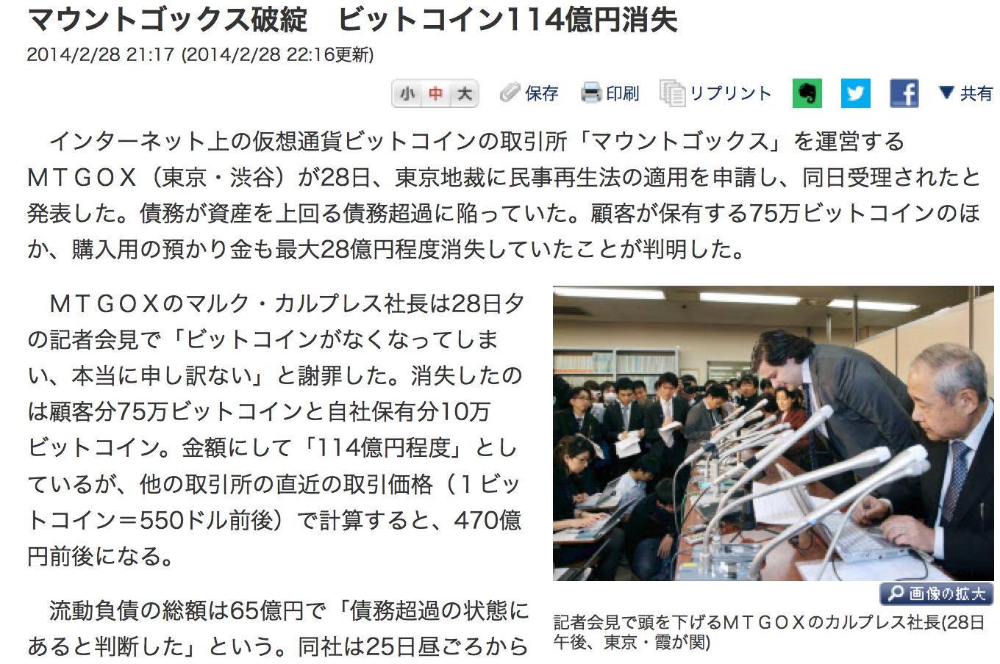 マウントゴックス破綻　ビットコイン114億円消失
2014/2/28 21:17 (2014/2/28 22:16更新)
小 中 大 保存 印刷 リプリント ▼共有
　インターネット上の仮想通貨ビットコインの取引所「マウントゴックス」を運営する
ＭＴＧＯＸ（東京・渋谷）が28日、東京地裁に民事再生法の適用を申請し、同日受理されたと
発表した。債務が資産を上回る債務超過に陥っていた。顧客が保有する75万ビットコインのほ
か、購入用の預かり金も最大28億円程度消失していたことが判明した。
　ＭＴＧＯＸのマルク・カルプレス社長は28日夕
の記者会見で「ビットコインがなくなってしま
い、本当に申し訳ない」と謝罪した。消失したの
は顧客分75万ビットコインと自社保有分10万
ビットコイン。金額にして「114億円程度」とし
ているが、他の取引所の直近の取引価格（１ビッ
トコイン＝550ドル前後）で計算すると、470億
円前後になる。
　流動負債の総額は65億円で「債務超過の状態に
あると判断した」という。同社は25日昼ごろから
画像の拡大
記者会見で頭を下げるＭＴＧＯＸのカルプレス社長(28日
午後、東京・霞が関)